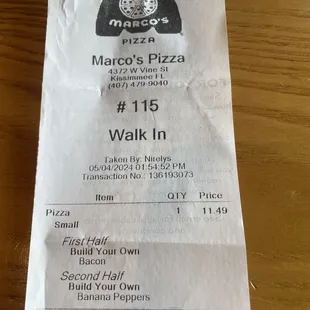 MARCO'S
PIZZA
Marco's Pizza
4372 W Vine St
Kissimmee FL
(407) 479-9040
# 115
Walk In
Taken By: Nirelys
05/04/2024 01:54:52 PM
Transaction No.: 136193073
Item QTY Price
Pizza 1 11.49
Small
First Half
Build Your Own
Bacon
Second Half
Build Your Own
Banana Peppers